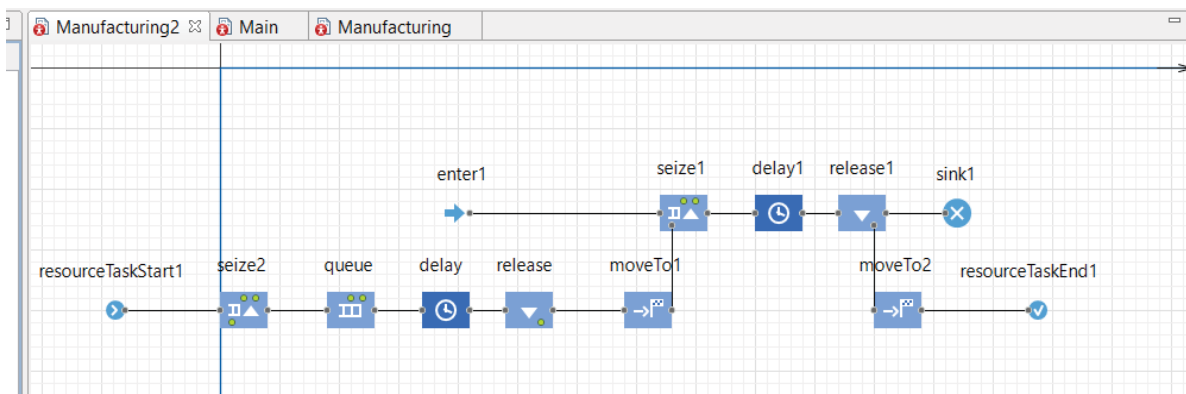 Manufacturing2 Main Manufacturing
enter1 seize1 delay1 release1 sink1
resourceTaskStart1 seize2 queue delay release moveTo1 moveTo2 resourceTaskEnd1